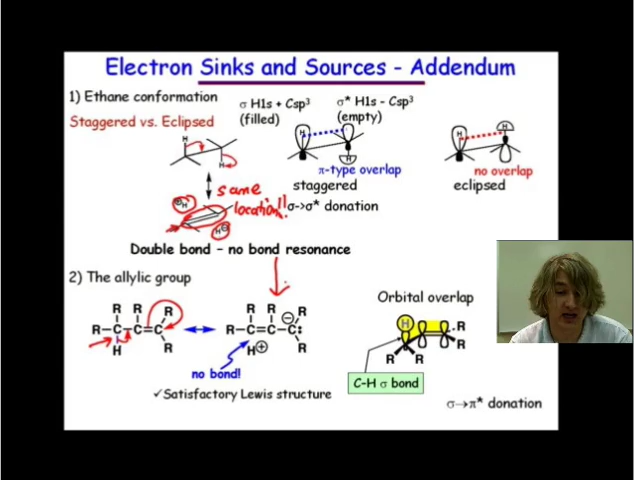 Electron Sinks and Sources - Addendum
1) Ethane conformation
σ H1s + Csp³
(filled)
σ* H1s - Csp³
(empty)
Staggered vs. Eclipsed
H
H
H
H
H
H
π-type overlap
staggered
no overlap
eclipsed
same
location!!
σ->σ* donation
H⊕
H⊖
Double bond – no bond resonance
2) The allylic group
Orbital overlap
R R R
R-C-C=C
H R
R R ⊖ R
R-C=C-C:
H⊕ R
no bond!
H
R
R
R R
C-H σ bond
✓Satisfactory Lewis structure
σ→π* donation